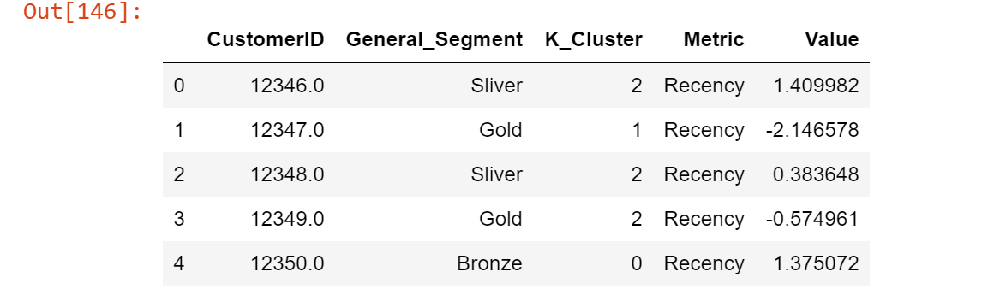 Out[146]:
CustomerID General_Segment K_Cluster Metric Value
0 12346.0 Sliver 2 Recency 1.409982
1 12347.0 Gold 1 Recency -2.146578
2 12348.0 Sliver 2 Recency 0.383648
3 12349.0 Gold 2 Recency -0.574961
4 12350.0 Bronze 0 Recency 1.375072